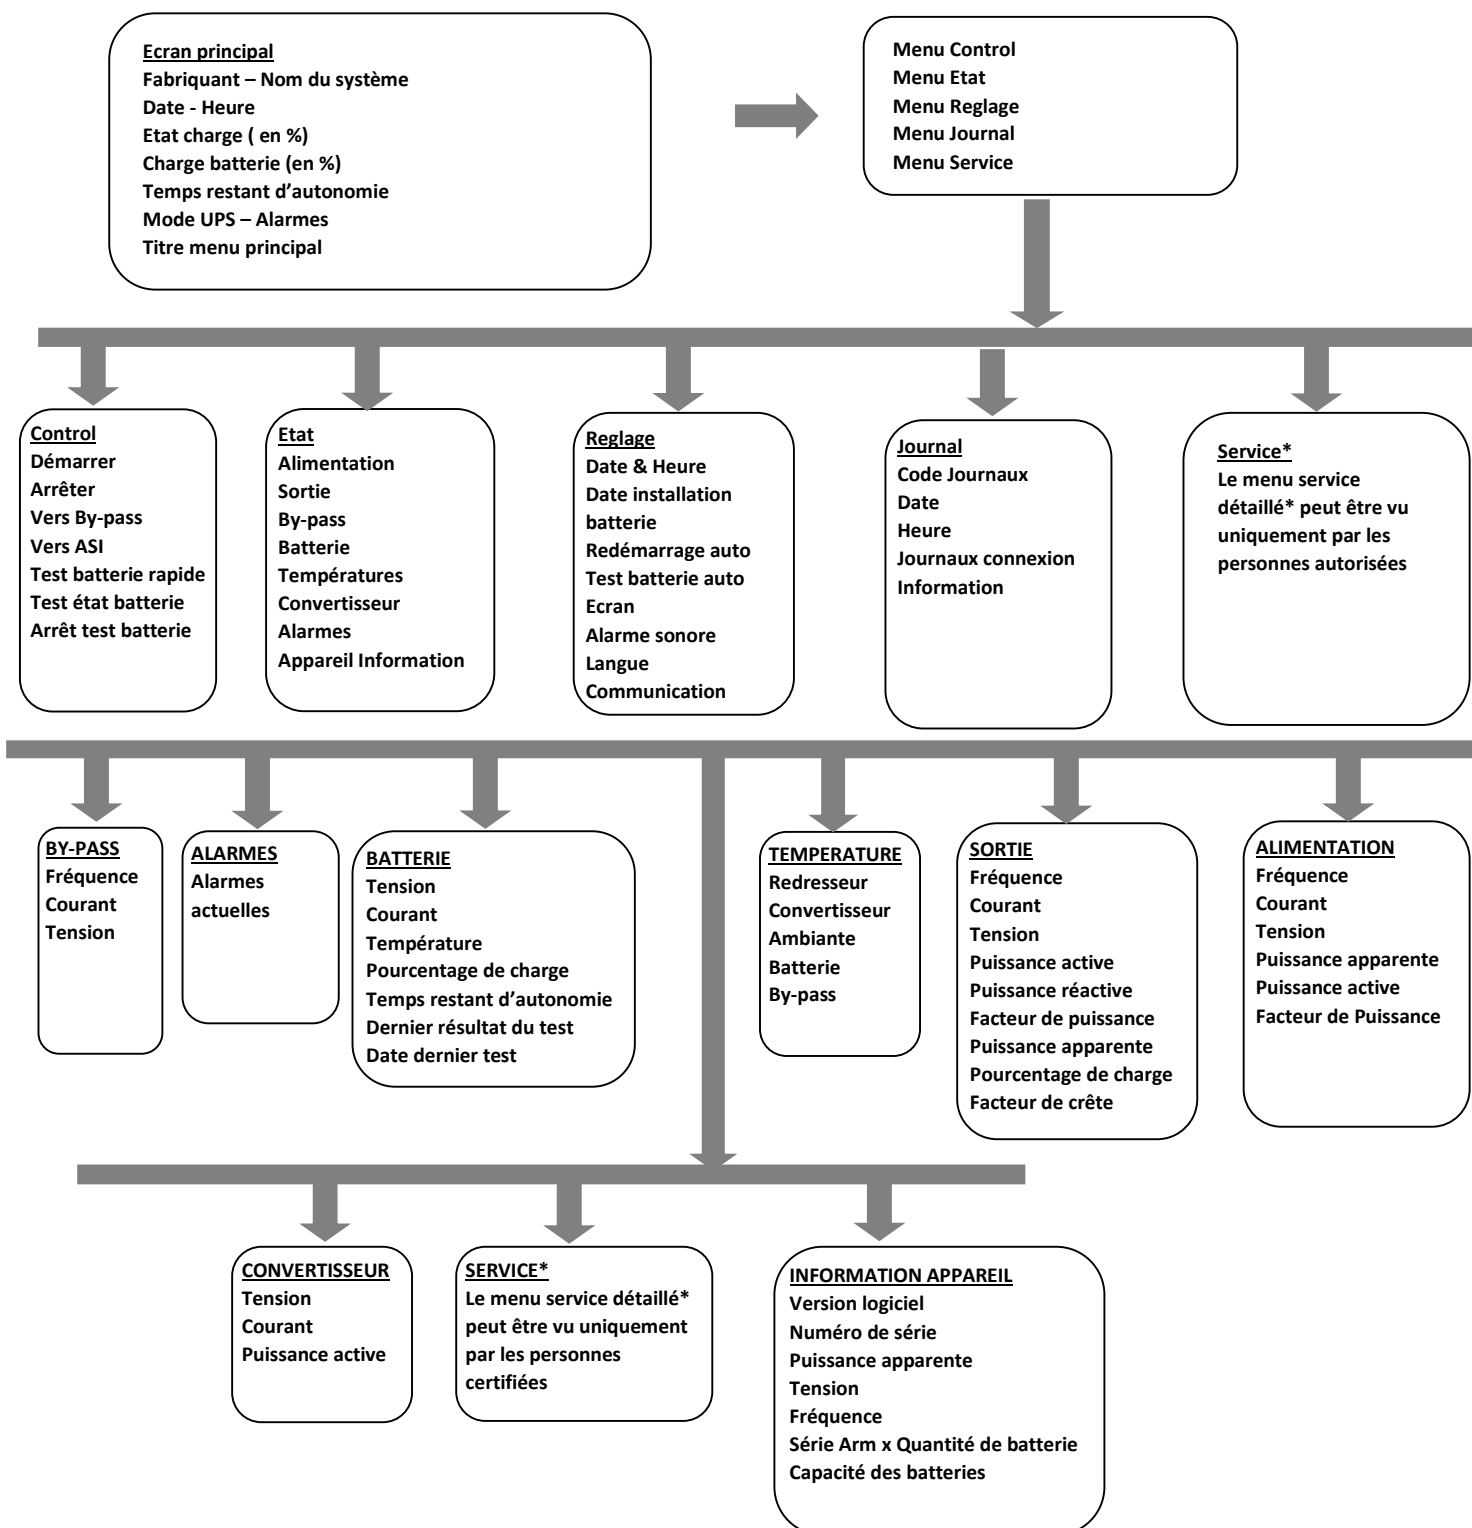 Ecran principal
Fabriquant – Nom du système
Date - Heure
Etat charge ( en %)
Charge batterie (en %)
Temps restant d’autonomie
Mode UPS – Alarmes
Titre menu principal
Menu Control
Menu Etat
Menu Reglage
Menu Journal
Menu Service
Control
Démarrer
Arrêter
Vers By-pass
Vers ASI
Test batterie rapide
Test état batterie
Arrêt test batterie
Etat
Alimentation
Sortie
By-pass
Batterie
Températures
Convertisseur
Alarmes
Appareil Information
Reglage
Date & Heure
Date installation
batterie
Redémarrage auto
Test batterie auto
Ecran
Alarme sonore
Langue
Communication
Journal
Code Journaux
Date
Heure
Journaux connexion
Information
Service*
Le menu service
détaillé* peut être vu
uniquement par les
personnes autorisées
BY-PASS
Fréquence
Courant
Tension
ALARMES
Alarmes
actuelles
BATTERIE
Tension
Courant
Température
Pourcentage de charge
Temps restant d’autonomie
Dernier résultat du test
Date dernier test
TEMPERATURE
Redresseur
Convertisseur
Ambiante
Batterie
By-pass
SORTIE
Fréquence
Courant
Tension
Puissance active
Puissance réactive
Facteur de puissance
Puissance apparente
Pourcentage de charge
Facteur de crête
ALIMENTATION
Fréquence
Courant
Tension
Puissance apparente
Puissance active
Facteur de Puissance
CONVERTISSEUR
Tension
Courant
Puissance active
SERVICE*
Le menu service détaillé*
peut être vu uniquement
par les personnes
certifiées
INFORMATION APPAREIL
Version logiciel
Numéro de série
Puissance apparente
Tension
Fréquence
Série Arm x Quantité de batterie
Capacité des batteries